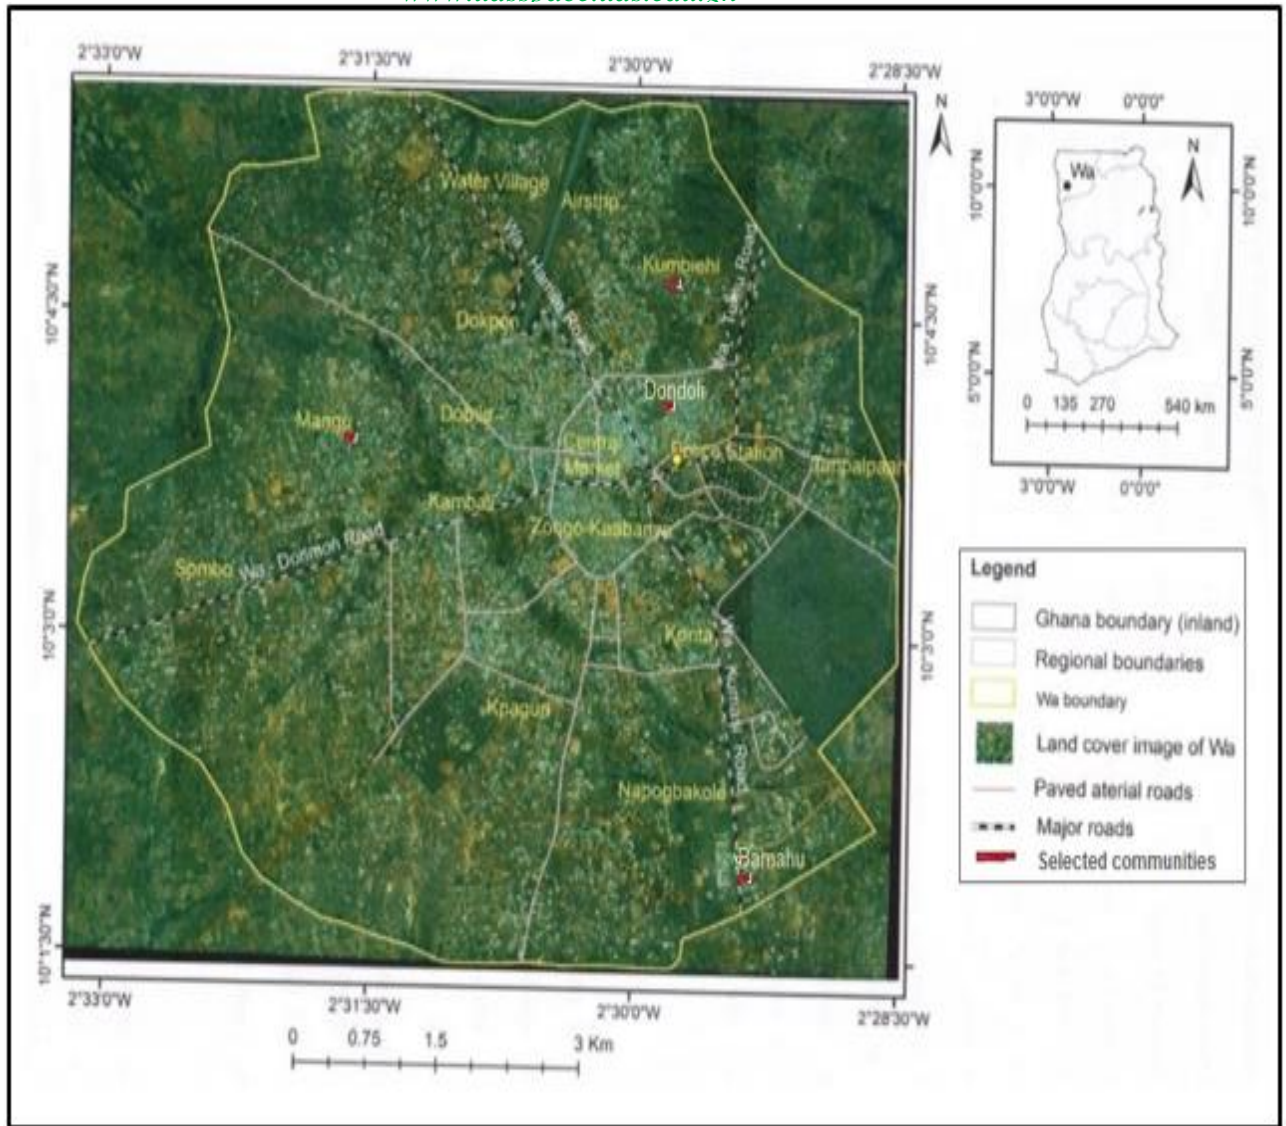 2°33'0"W
2°31'30"W
2°30'0"W
2°28'30"W
N
Water Village
Airstrip
Wa - Hamile Road
Kumbiehi
Road
Dokpon
Dondoli
Mangu
Dobile
Central
Market
Station
Kambali
Sombo
Wa - Dorimon Road
Konta
Road
Kpaguri
Napogbakole
Bamahu
10°4'30"N
10°3'0"N
10°1'30"N
10°4'30"N
10°3'0"N
2°33'0"W
2°31'30"W
2°30'0"W
2°28'30"W
0 0.75 1.5 3 Km
3°0'0"W 0°0'0"
N
Wa
10°0'0"N
5°0'0"N
10°0'0"N
5°0'0"N
0 135 270 540 km
3°0'0"W 0°0'0"
Legend
Ghana boundary (inland)
Regional boundaries
Wa boundary
Land cover image of Wa
Paved aterial roads
Major roads
Selected communities